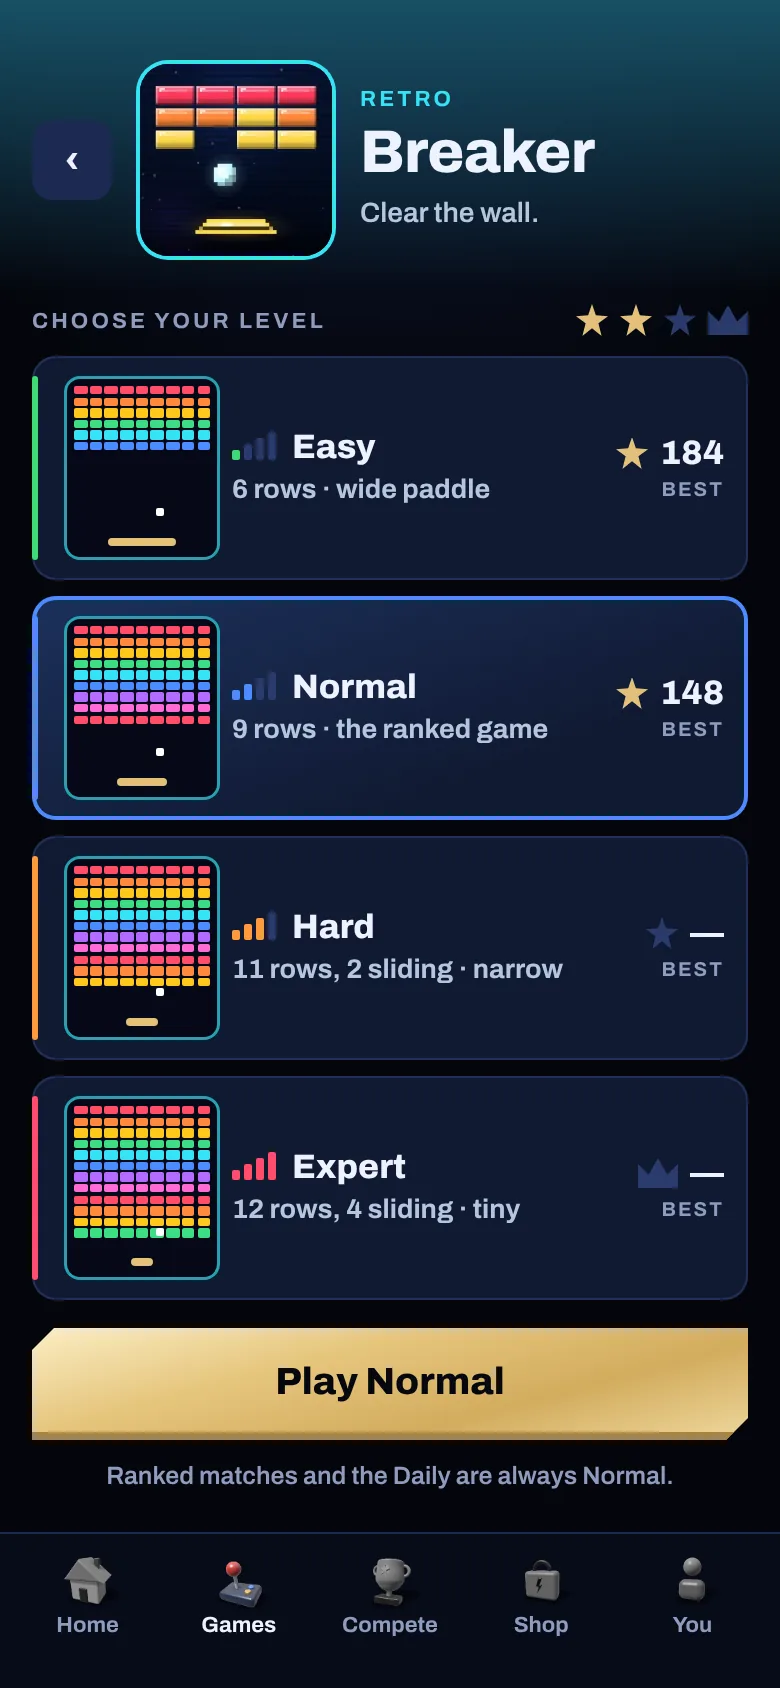 ‹
RETRO
Breaker
Clear the wall.
CHOOSE YOUR LEVEL
Easy
6 rows · wide paddle
184
BEST
Normal
9 rows · the ranked game
148
BEST
Hard
11 rows, 2 sliding · narrow
—
BEST
Expert
12 rows, 4 sliding · tiny
—
BEST
Play Normal
Ranked matches and the Daily are always Normal.
Home
Games
Compete
Shop
You